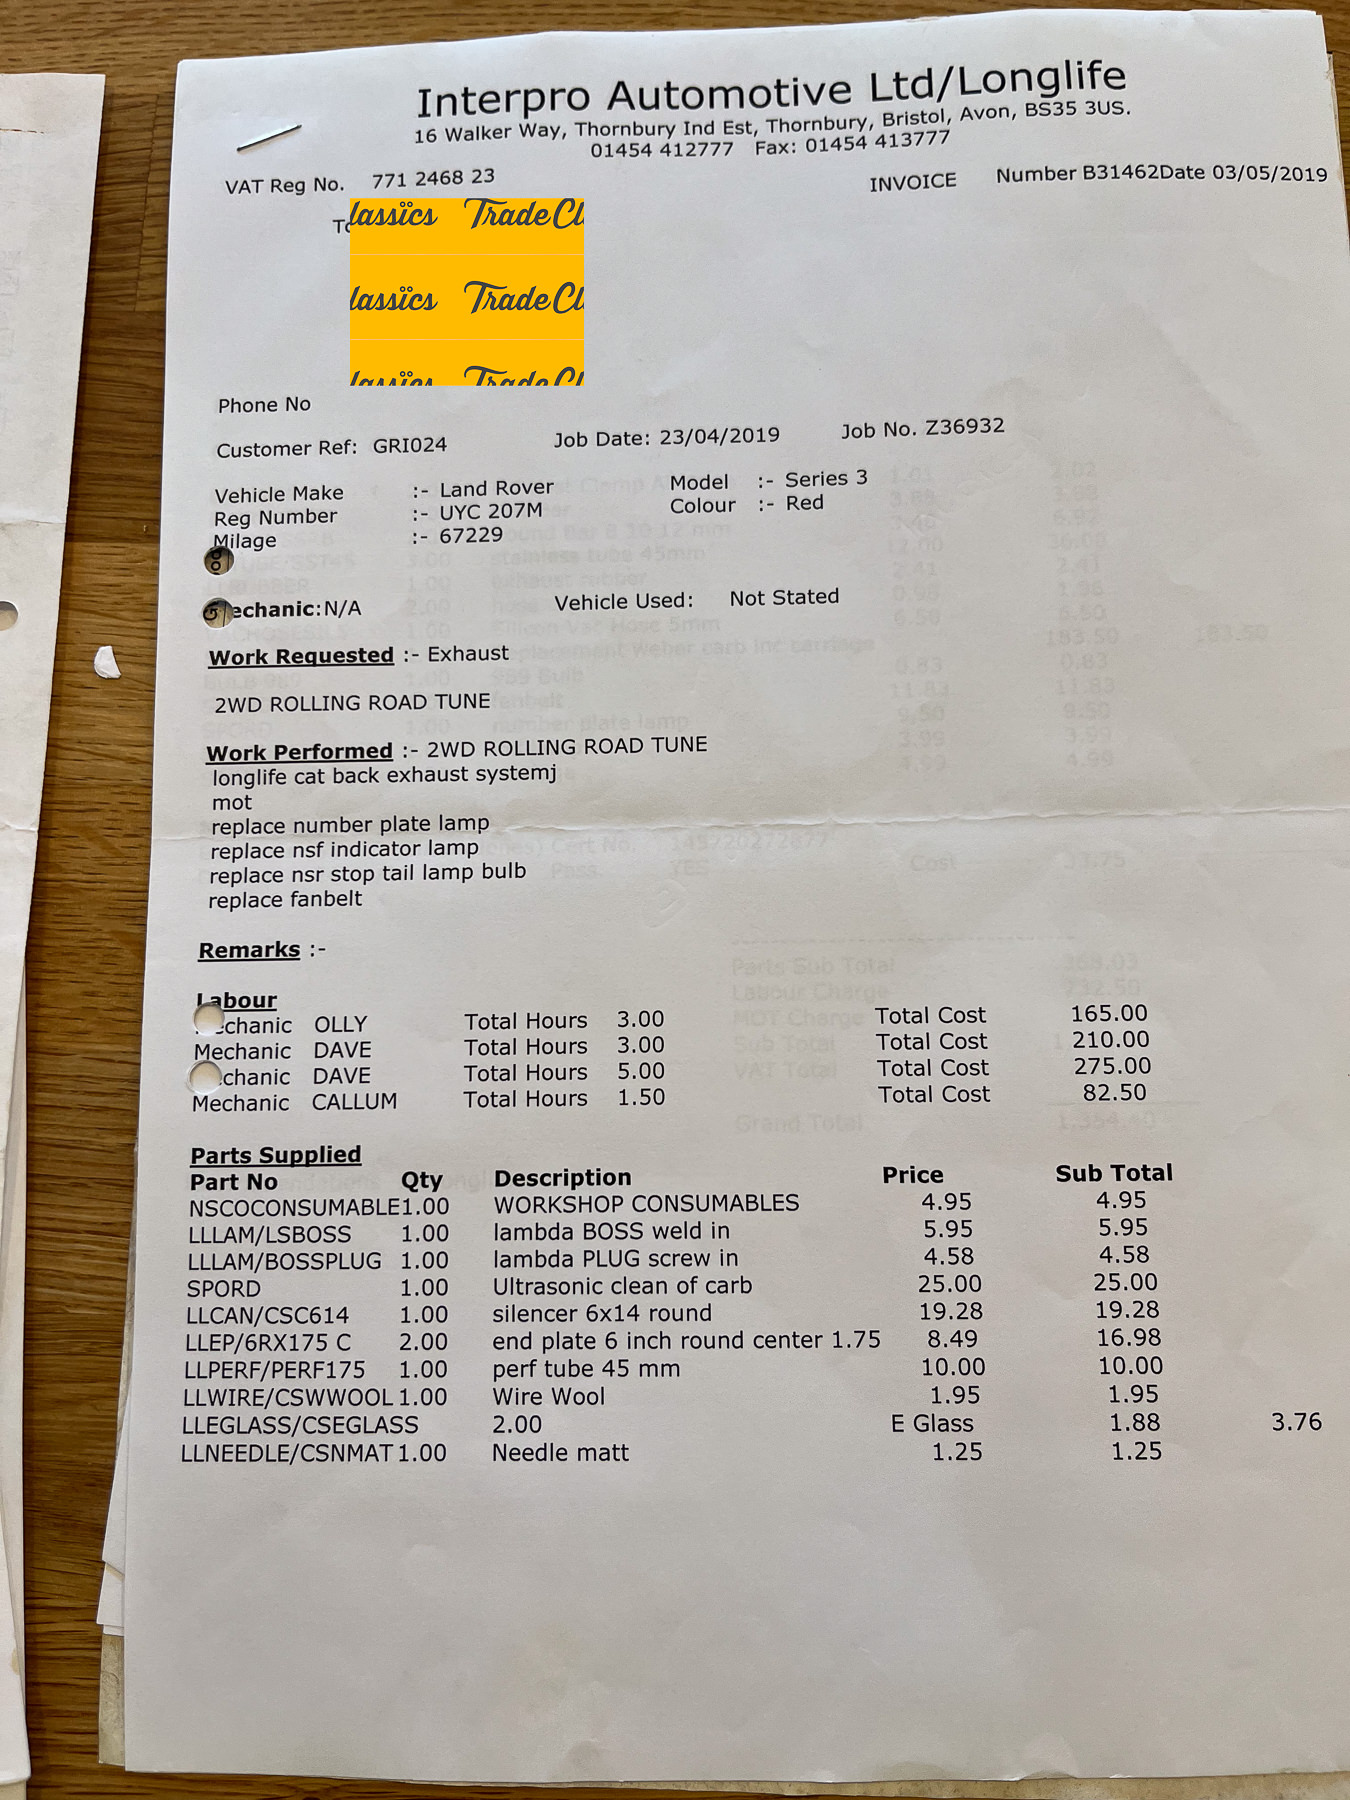 Interpro Automotive Ltd/Longlife
16 Walker Way, Thornbury Ind Est, Thornbury, Bristol, Avon, BS35 3US.
01454 412777 Fax: 01454 413777
VAT Reg No. 771 2468 23 INVOICE Number B31462Date 03/05/2019
To
lassïcs TradeCl
lassïcs TradeCl
lassïcs TradeCl
Phone No
Customer Ref: GRI024 Job Date: 23/04/2019 Job No. Z36932
Vehicle Make :- Land Rover Model :- Series 3
Reg Number :- UYC 207M Colour :- Red
Milage :- 67229
echanic:N/A Vehicle Used: Not Stated
Work Requested :- Exhaust
2WD ROLLING ROAD TUNE
Work Performed :- 2WD ROLLING ROAD TUNE
longlife cat back exhaust systemj
mot
replace number plate lamp
replace nsf indicator lamp
replace nsr stop tail lamp bulb
replace fanbelt
Remarks :-
Labour
echanic OLLY Total Hours 3.00 Total Cost 165.00
Mechanic DAVE Total Hours 3.00 Total Cost 210.00
chanic DAVE Total Hours 5.00 Total Cost 275.00
Mechanic CALLUM Total Hours 1.50 Total Cost 82.50
Parts Supplied
Part No Qty Description Price Sub Total
NSCOCONSUMABLE1.00 WORKSHOP CONSUMABLES 4.95 4.95
LLLAM/LSBOSS 1.00 lambda BOSS weld in 5.95 5.95
LLLAM/BOSSPLUG 1.00 lambda PLUG screw in 4.58 4.58
SPORD 1.00 Ultrasonic clean of carb 25.00 25.00
LLCAN/CSC614 1.00 silencer 6x14 round 19.28 19.28
LLEP/6RX175 C 2.00 end plate 6 inch round center 1.75 8.49 16.98
LLPERF/PERF175 1.00 perf tube 45 mm 10.00 10.00
LLWIRE/CSWWOOL 1.00 Wire Wool 1.95 1.95
LLEGLASS/CSEGLASS 2.00 E Glass 1.88 3.76
LLNEEDLE/CSNMAT 1.00 Needle matt 1.25 1.25